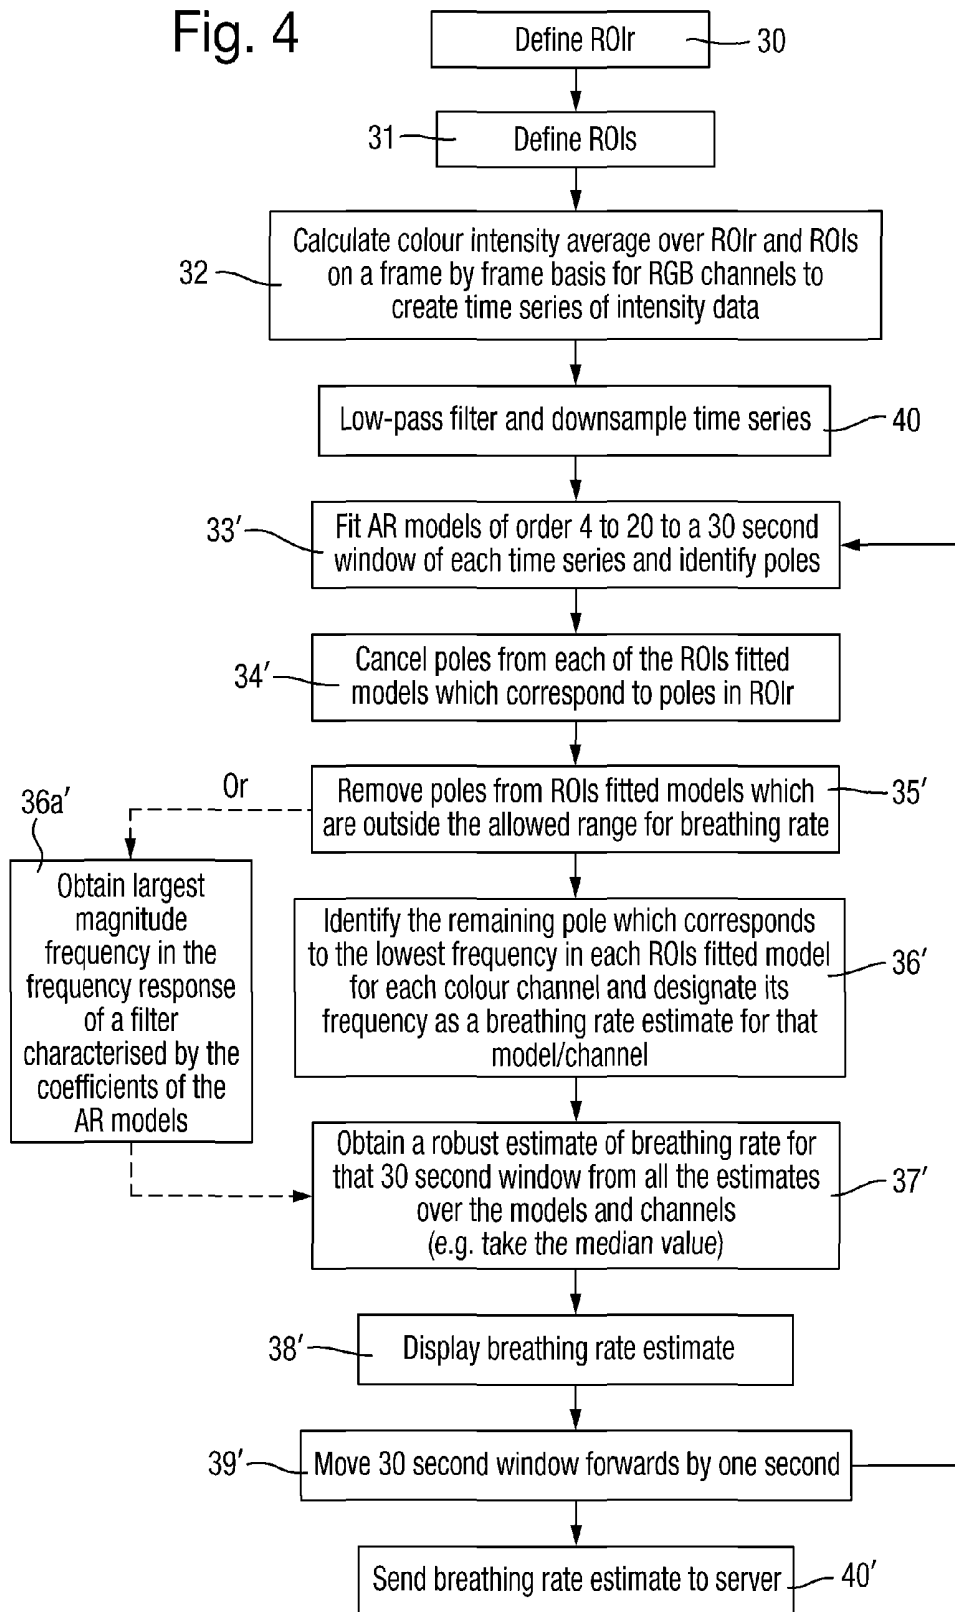 Fig. 4
Define ROIr
30
31
Define ROIs
32
Calculate colour intensity average over ROIr and ROIs
on a frame by frame basis for RGB channels to
create time series of intensity data
Low-pass filter and downsample time series
40
33'
Fit AR models of order 4 to 20 to a 30 second
window of each time series and identify poles
34'
Cancel poles from each of the ROIs fitted
models which correspond to poles in ROIr
36a'
Or
Remove poles from ROIs fitted models which
are outside the allowed range for breathing rate
35'
Obtain largest
magnitude
frequency in the
frequency response
of a filter
characterised by the
coefficients of the
AR models
Identify the remaining pole which corresponds
to the lowest frequency in each ROIs fitted model
for each colour channel and designate its
frequency as a breathing rate estimate for that
model/channel
36'
Obtain a robust estimate of breathing rate for
that 30 second window from all the estimates
over the models and channels
(e.g. take the median value)
37'
38'
Display breathing rate estimate
39'
Move 30 second window forwards by one second
Send breathing rate estimate to server
40'